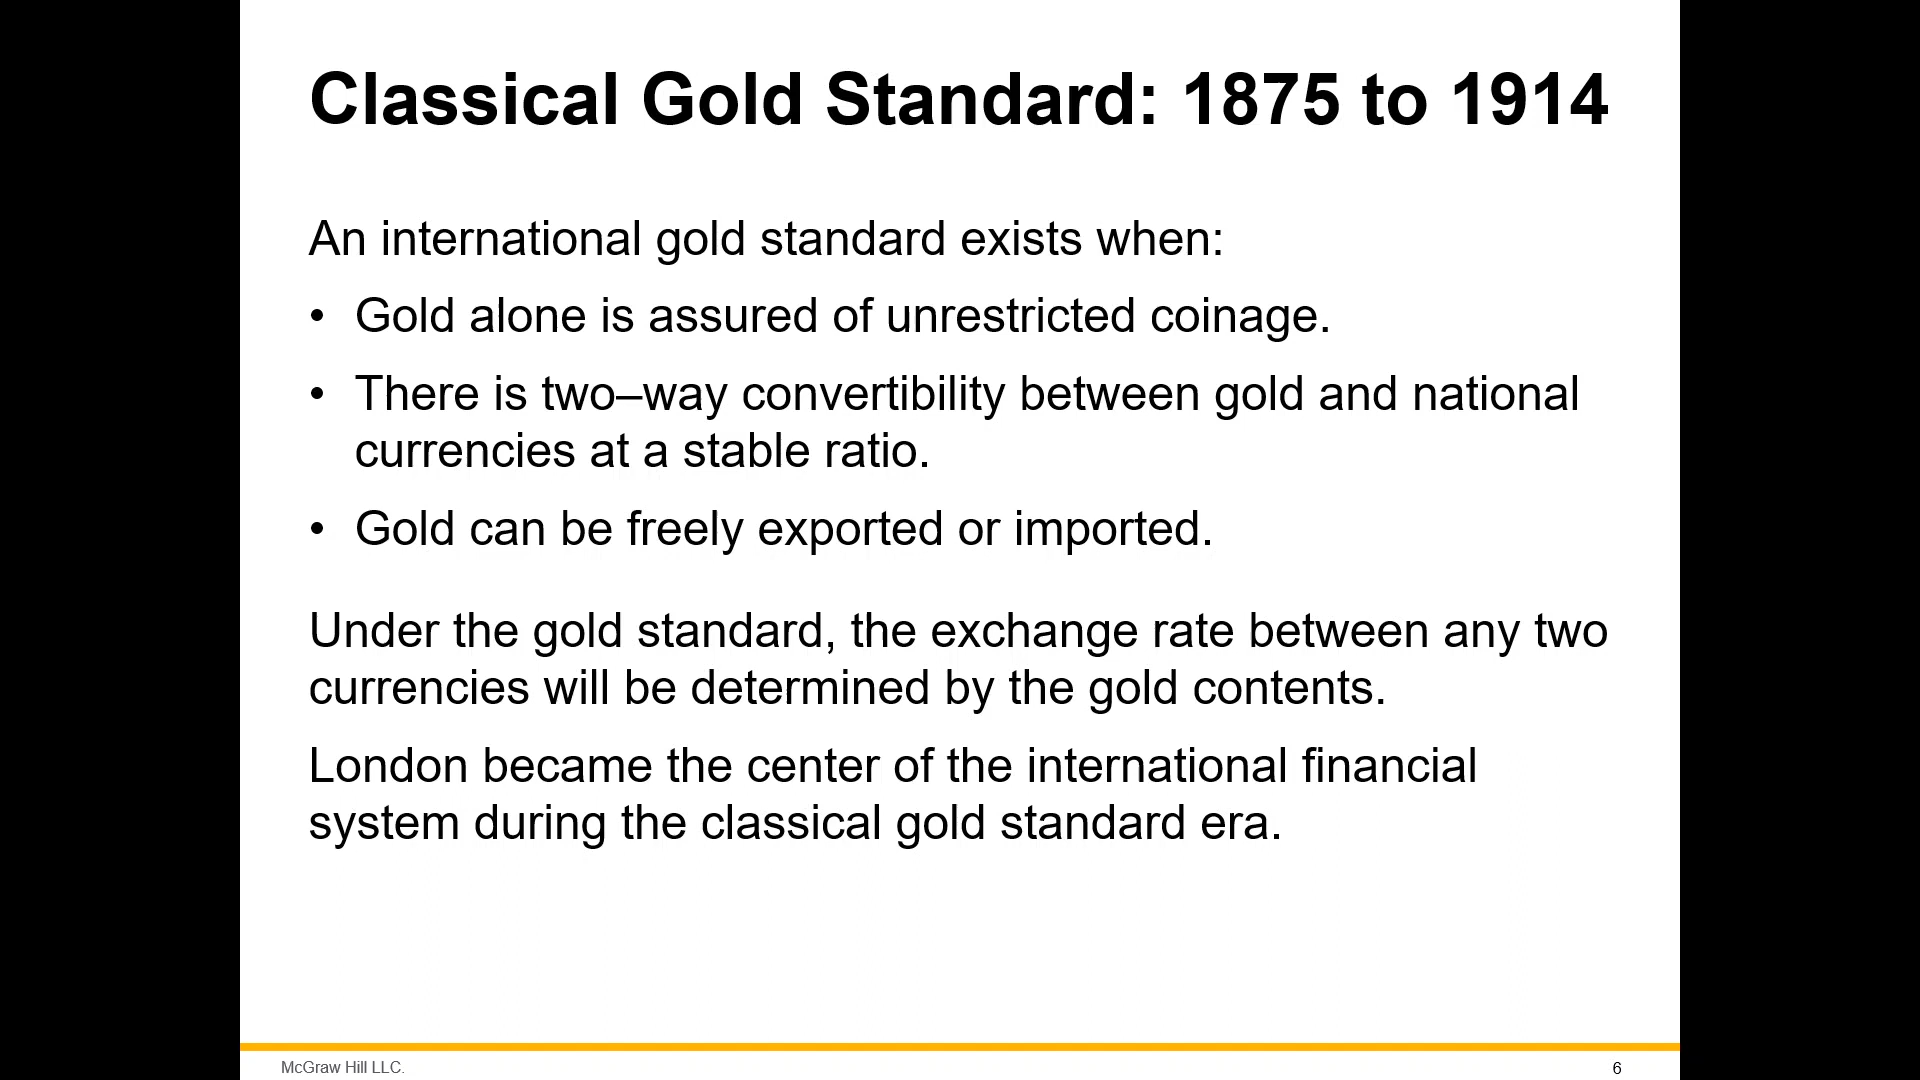 Classical Gold Standard: 1875 to 1914
An international gold standard exists when:
• Gold alone is assured of unrestricted coinage.
• There is two–way convertibility between gold and national
currencies at a stable ratio.
• Gold can be freely exported or imported.
Under the gold standard, the exchange rate between any two
currencies will be determined by the gold contents.
London became the center of the international financial
system during the classical gold standard era.
McGraw Hill LLC.
6